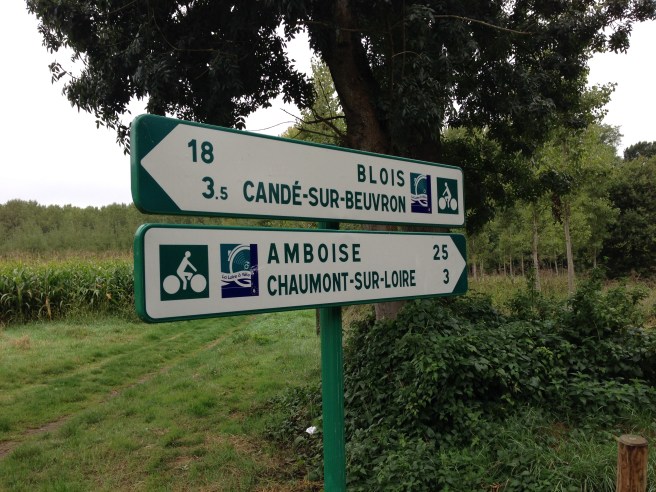 18 BLOIS
3.5 CANDÉ-SUR-BEUVRON
AMBOISE 25
CHAUMONT-SUR-LOIRE 3